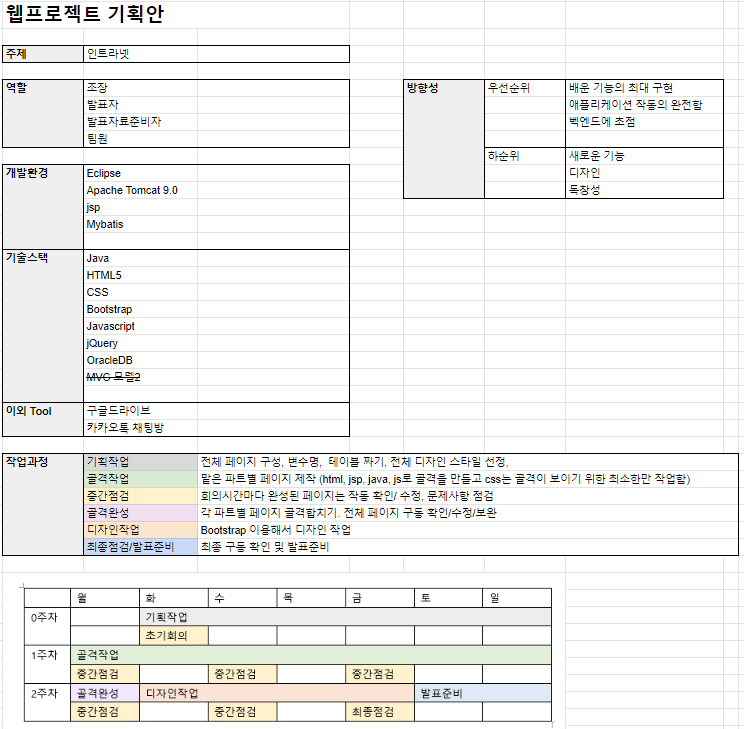 웹프로젝트 기획안
주제 인트라넷
역할 조장
발표자
발표자료준비자
팀원
방향성 우선순위 배운 기능의 최대 구현
애플리케이션 작동의 완전함
벡엔드에 초점
하순위 새로운 기능
디자인
독창성
개발환경 Eclipse
Apache Tomcat 9.0
jsp
Mybatis
기술스택 Java
HTML5
CSS
Bootstrap
Javascript
jQuery
OracleDB
MVC 모델2
이외 Tool 구글드라이브
카카오톡 채팅방
작업과정 기획작업 전체 페이지 구성, 변수명, 테이블 짜기, 전체 디자인 스타일 선정,
골격작업 맡은 파트별 페이지 제작 (html, jsp, java, js로 골격을 만들고 css는 골격이 보이기 위한 최소한만 작업함)
중간점검 회의시간마다 완성된 페이지는 작동 확인/ 수정, 문제사항 점검
골격완성 각 파트별 페이지 골격합치기. 전체 페이지 구동 확인/수정/보완
디자인작업 Bootstrap 이용해서 디자인 작업
최종점검/발표준비 최종 구동 확인 및 발표준비
월 화 수 목 금 토 일
0주차 기획작업
초기회의
1주차 골격작업
중간점검 중간점검 중간점검
2주차 골격완성 디자인작업 발표준비
중간점검 중간점검 최종점검